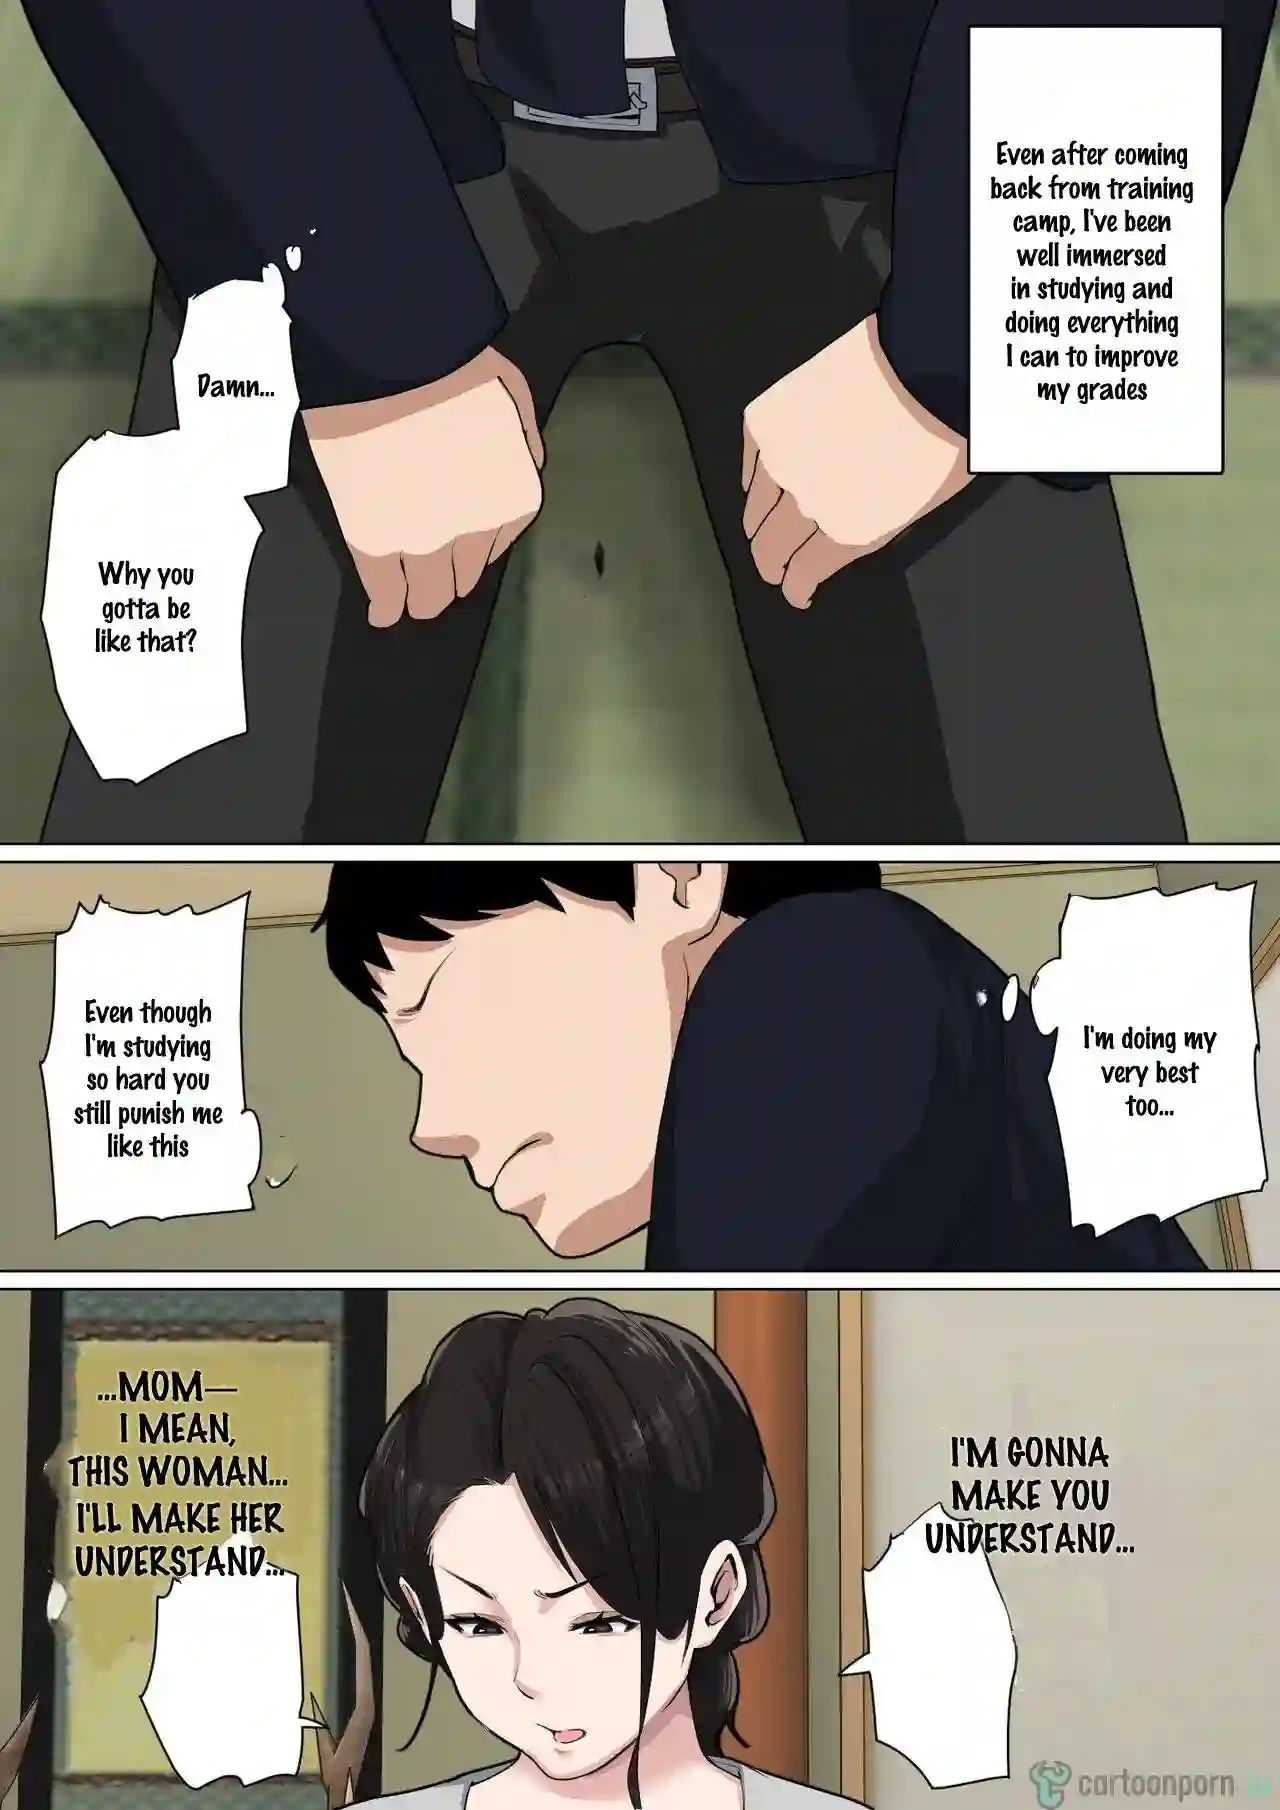 Even after coming
back from training
camp, I've been
well immersed
in studying and
doing everything
I can to improve
my grades
Damn...
Why you
gotta be
like that?
I'm doing my
very best
too...
Even though
I'm studying
so hard you
still punish me
like this
I'M GONNA
MAKE YOU
UNDERSTAND...
...MOM—
I MEAN,
THIS WOMAN...
I'LL MAKE HER
UNDERSTAND...
cartoonporn